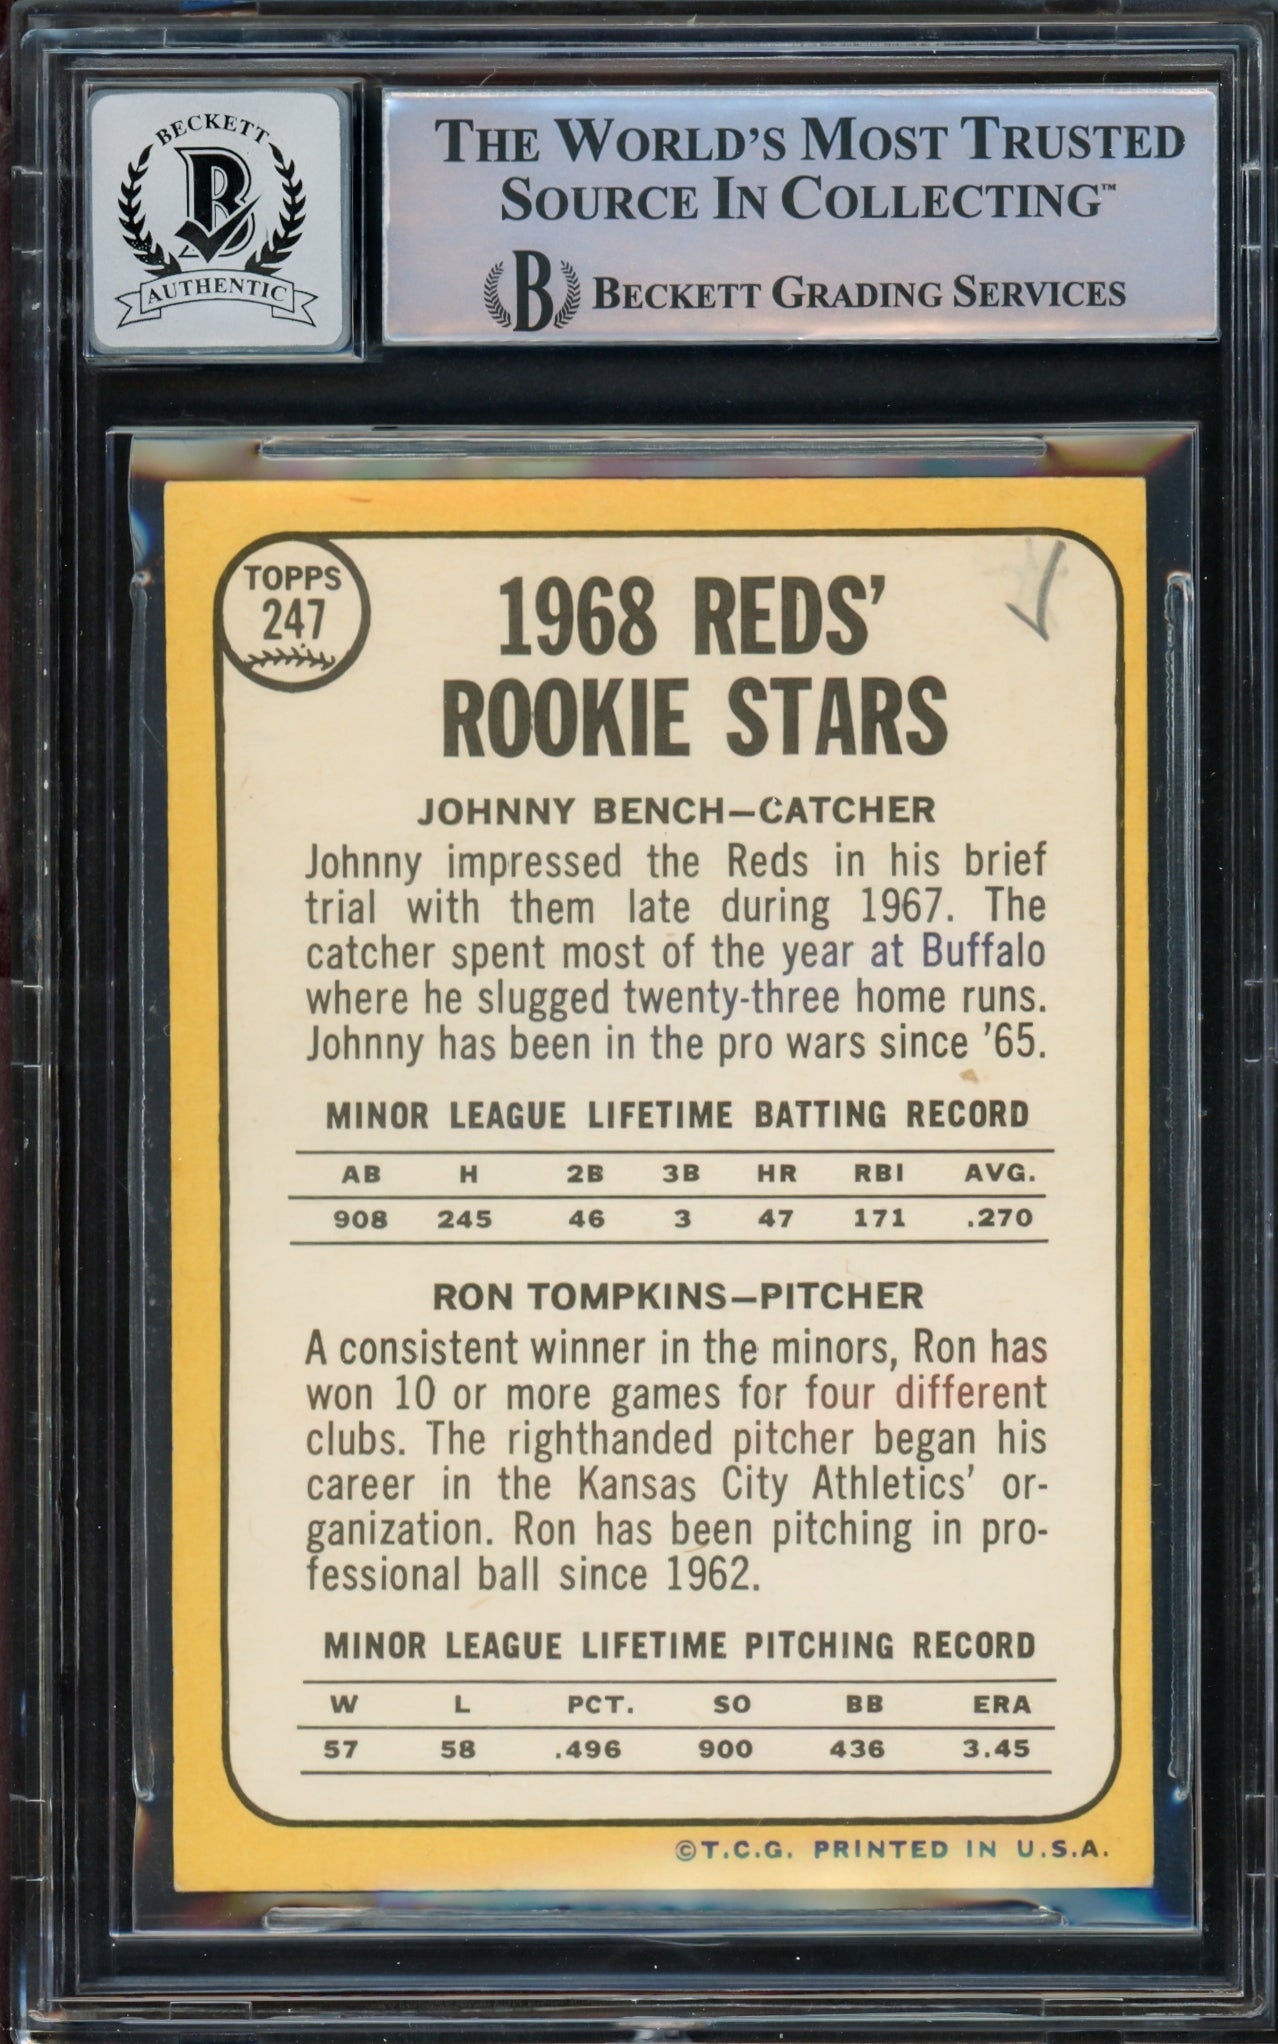 BECKETT
B
AUTHENTIC
THE WORLD'S MOST TRUSTED
SOURCE IN COLLECTING™
B BECKETT GRADING SERVICES
TOPPS
247
1968 REDS'
ROOKIE STARS
JOHNNY BENCH—CATCHER
Johnny impressed the Reds in his brief
trial with them late during 1967. The
catcher spent most of the year at Buffalo
where he slugged twenty-three home runs.
Johnny has been in the pro wars since '65.
MINOR LEAGUE LIFETIME BATTING RECORD
AB H 2B 3B HR RBI AVG.
908 245 46 3 47 171 .270
RON TOMPKINS—PITCHER
A consistent winner in the minors, Ron has
won 10 or more games for four different
clubs. The righthanded pitcher began his
career in the Kansas City Athletics' or-
ganization. Ron has been pitching in pro-
fessional ball since 1962.
MINOR LEAGUE LIFETIME PITCHING RECORD
W L PCT. SO BB ERA
57 58 .496 900 436 3.45
©T.C.G. PRINTED IN U.S.A.